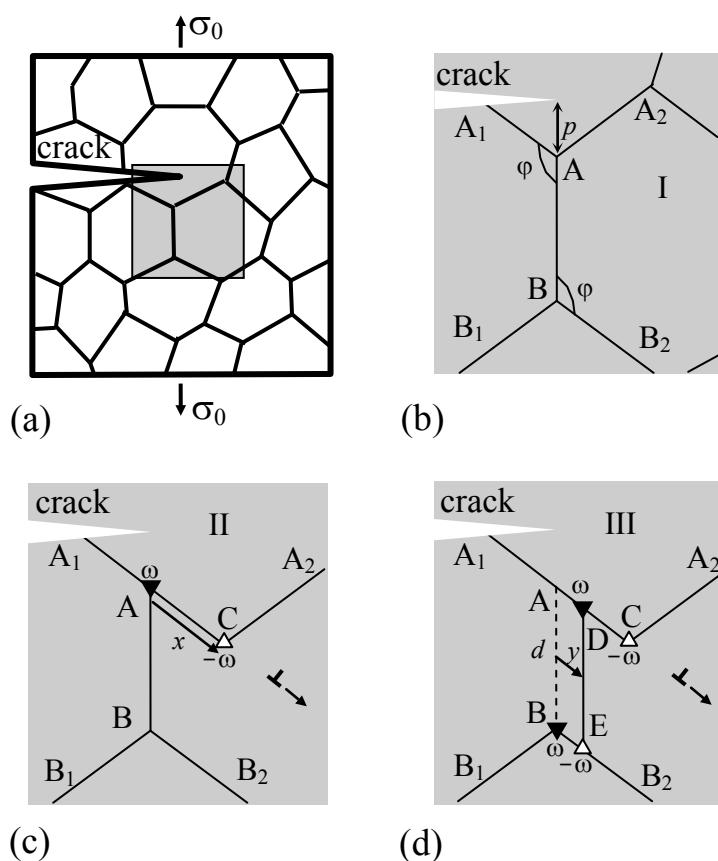 σ₀
crack
σ₀
(a)
crack
A₁
A₂
p
φ
A
I
B
φ
B₁
B₂
(b)
crack
II
A₁
ω
A₂
A
C
x
−ω
B
B₁
B₂
(c)
crack
III
A₁
A₂
A
ω
C
D
−ω
d
y
B
E
ω
−ω
B₁
B₂
(d)